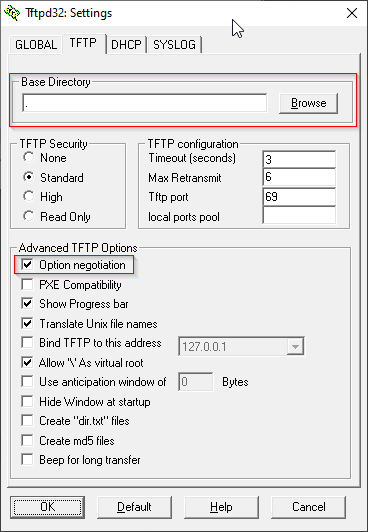 Tftpd32: Settings
GLOBAL TFTP DHCP SYSLOG
Base Directory
.
Browse
TFTP Security
None
Standard
High
Read Only
TFTP configuration
Timeout (seconds) 3
Max Retransmit 6
Tftp port 69
local ports pool
Advanced TFTP Options
Option negotiation
PXE Compatibility
Show Progress bar
Translate Unix file names
Bind TFTP to this address 127.0.0.1
Allow '\' As virtual root
Use anticipation window of 0 Bytes
Hide Window at startup
Create "dir.txt" files
Create md5 files
Beep for long transfer
OK Default Help Cancel